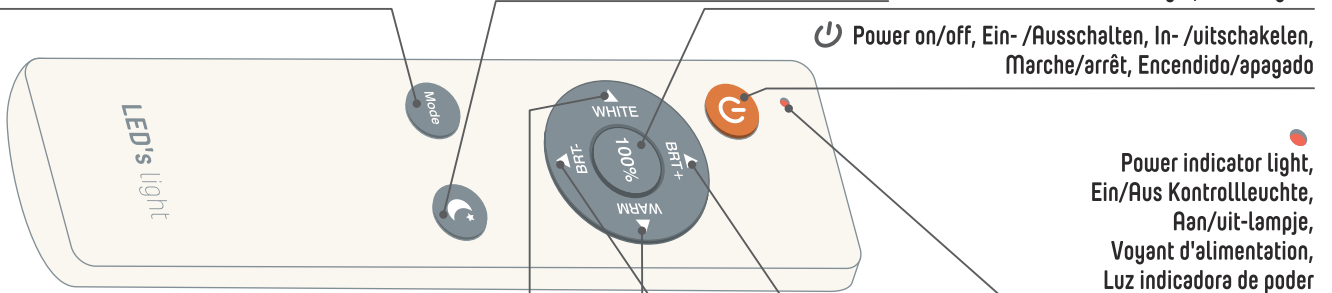 Power on/off, Ein- /Ausschalten, In- /uitschakelen,
Marche/arrêt, Encendido/apagado
Mode
WHITE
BRT-
100%
BRT+
WARM
LED's light
Power indicator light,
Ein/Aus Kontrollleuchte,
Aan/uit-lampje,
Voyant d'alimentation,
Luz indicadora de poder